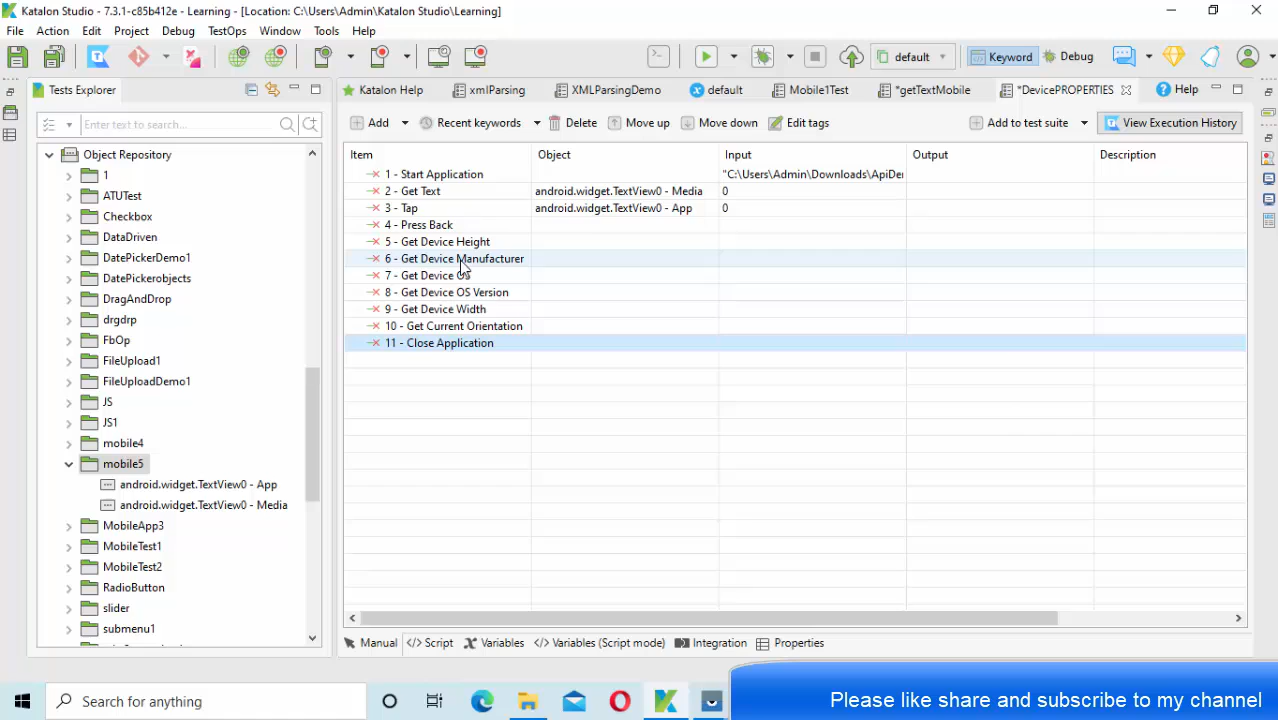 Katalon Studio - 7.3.1-c85b412e - Learning - [Location: C:\Users\Admin\Katalon Studio\Learning]
File Action Edit Project Debug TestOps Window Tools Help
default Keyword Debug
Tests Explorer
Katalon Help xmlParsing XMLParsingDemo default Mobile1Test *getTextMobile *DevicePROPERTIES Help
Enter text to search...
Add Recent keywords Delete Move up Move down Edit tags Add to test suite View Execution History
Object Repository
1
ATUTest
Checkbox
DataDriven
DatePickerDemo1
DatePickerobjects
DragAndDrop
drgdrp
FbOp
FileUpload1
FileUploadDemo1
JS
JS1
mobile4
mobile5
android.widget.TextView0 - App
android.widget.TextView0 - Media
MobileApp3
MobileTest1
MobileTest2
RadioButton
slider
submenu1
Item Object Input Output Description
1 - Start Application "C:\Users\Admin\Downloads\ApiDer
2 - Get Text android.widget.TextView0 - Media 0
3 - Tap android.widget.TextView0 - App 0
4 - Press Back
5 - Get Device Height
6 - Get Device Manufacturer
7 - Get Device OS
8 - Get Device OS Version
9 - Get Device Width
10 - Get Current Orientation
11 - Close Application
Manual </> Script Variables </> Variables (Script mode) Integration Properties
Search for anything
Please like share and subscribe to my channel